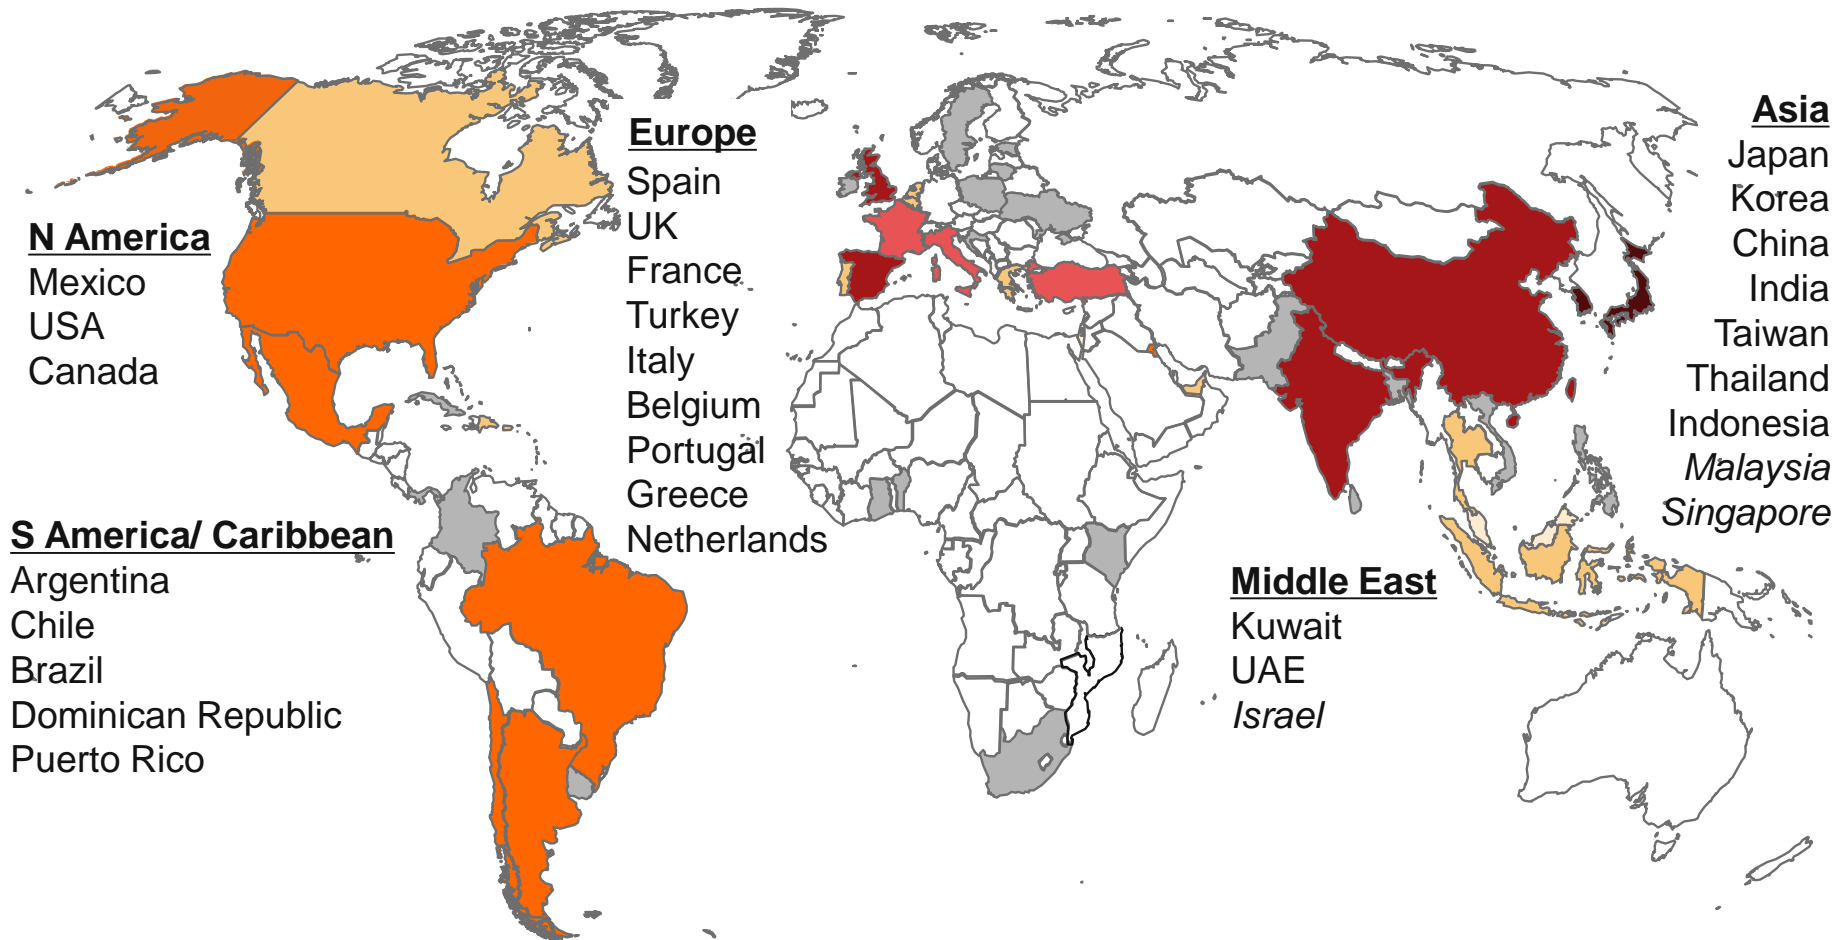 N America
Mexico
USA
Canada
S America/ Caribbean
Argentina
Chile
Brazil
Dominican Republic
Puerto Rico
Europe
Spain
UK
France
Turkey
Italy
Belgium
Portugal
Greece
Netherlands
Middle East
Kuwait
UAE
Israel
Asia
Japan
Korea
China
India
Taiwan
Thailand
Indonesia
Malaysia
Singapore